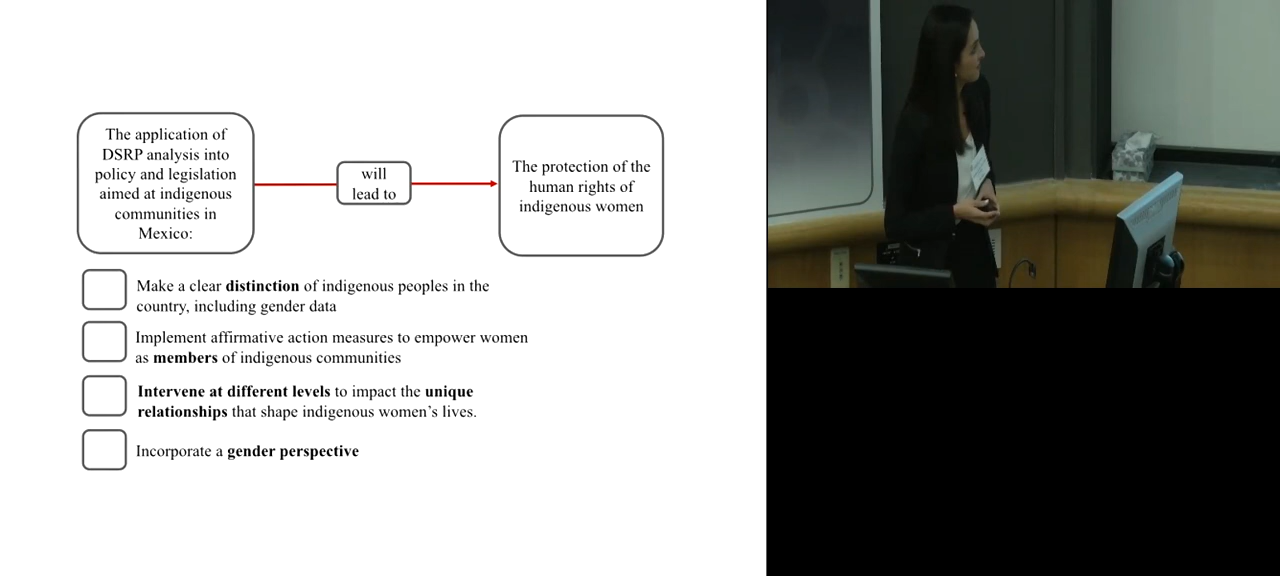 The application of
DSRP analysis into
policy and legislation
aimed at indigenous
communities in
Mexico:
will
lead to
The protection of the
human rights of
indigenous women
Make a clear distinction of indigenous peoples in the
country, including gender data
Implement affirmative action measures to empower women
as members of indigenous communities
Intervene at different levels to impact the unique
relationships that shape indigenous women’s lives.
Incorporate a gender perspective